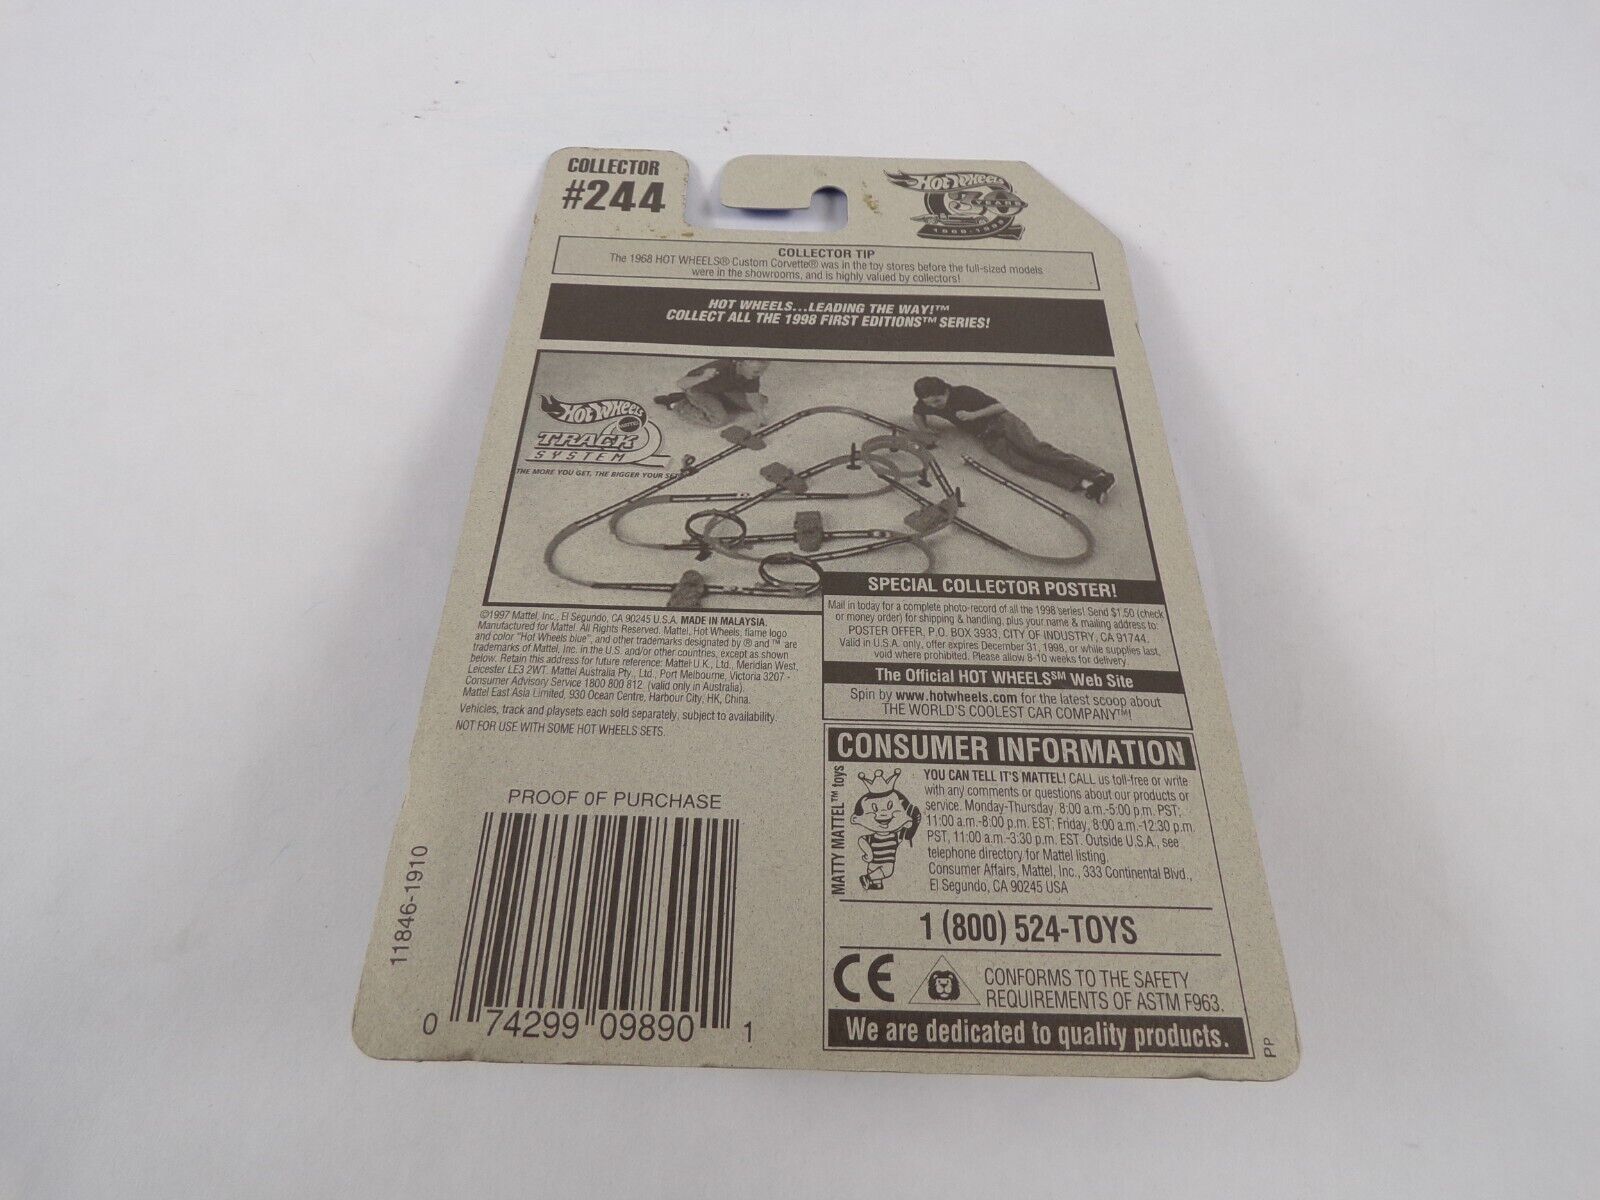 COLLECTOR
#244
HOT WHEELS
30 YEARS
COLLECTOR TIP
The 1968 HOT WHEELS® Custom Corvette® was in the toy stores before the full-sized models
were in the showrooms, and is highly valued by collectors!
HOT WHEELS...LEADING THE WAY!™
COLLECT ALL THE 1998 FIRST EDITIONS™ SERIES!
HOT WHEELS
MATTEL
TRACK
SYSTEM
THE MORE YOU GET, THE BIGGER YOUR SET
SPECIAL COLLECTOR POSTER!
Mail in today for a complete photo-record of all the 1998 series! Send $1.50 (check
or money order) for shipping & handling, plus your name & mailing address to:
POSTER OFFER, P.O. BOX 3933, CITY OF INDUSTRY, CA 91744.
Valid in U.S.A. only, offer expires December 31, 1998, or while supplies last,
void where prohibited. Please allow 8-10 weeks for delivery.
The Official HOT WHEELS℠ Web Site
Spin by www.hotwheels.com for the latest scoop about
THE WORLD'S COOLEST CAR COMPANY™!
©1997 Mattel, Inc., El Segundo, CA 90245 U.S.A. MADE IN MALAYSIA.
Manufactured for Mattel. All Rights Reserved. Mattel, Hot Wheels, flame logo
and color "Hot Wheels blue", and other trademarks designated by ® and ™ are
trademarks of Mattel, Inc. in the U.S. and/or other countries, except as shown
below. Retain this address for future reference: Mattel U.K., Ltd., Meridian West,
Leicester LE3 2WT. Mattel Australia Pty., Ltd., Port Melbourne, Victoria 3207 -
Consumer Advisory Service 1800 800 812 (valid only in Australia).
Mattel East Asia Limited, 930 Ocean Centre, Harbour City, HK, China.
Vehicles, track and playsets each sold separately, subject to availability.
NOT FOR USE WITH SOME HOT WHEELS SETS.
CONSUMER INFORMATION
MATTY MATTEL™ toys
YOU CAN TELL IT'S MATTEL! CALL us toll-free or write
with any comments or questions about our products or
service. Monday-Thursday, 8:00 a.m.-5:00 p.m. PST;
11:00 a.m.-8:00 p.m. EST; Friday, 8:00 a.m.-12:30 p.m.
PST, 11:00 a.m.-3:30 p.m. EST. Outside U.S.A., see
telephone directory for Mattel listing.
Consumer Affairs, Mattel, Inc., 333 Continental Blvd.,
El Segundo, CA 90245 USA
1 (800) 524-TOYS
CE
CONFORMS TO THE SAFETY
REQUIREMENTS OF ASTM F963.
We are dedicated to quality products.
PP
PROOF OF PURCHASE
11846-1910
0 74299 09890 1